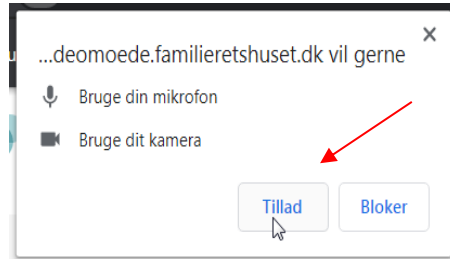 ...deomoede.familieretshuset.dk vil gerne
Bruge din mikrofon
Bruge dit kamera
Tillad Bloker